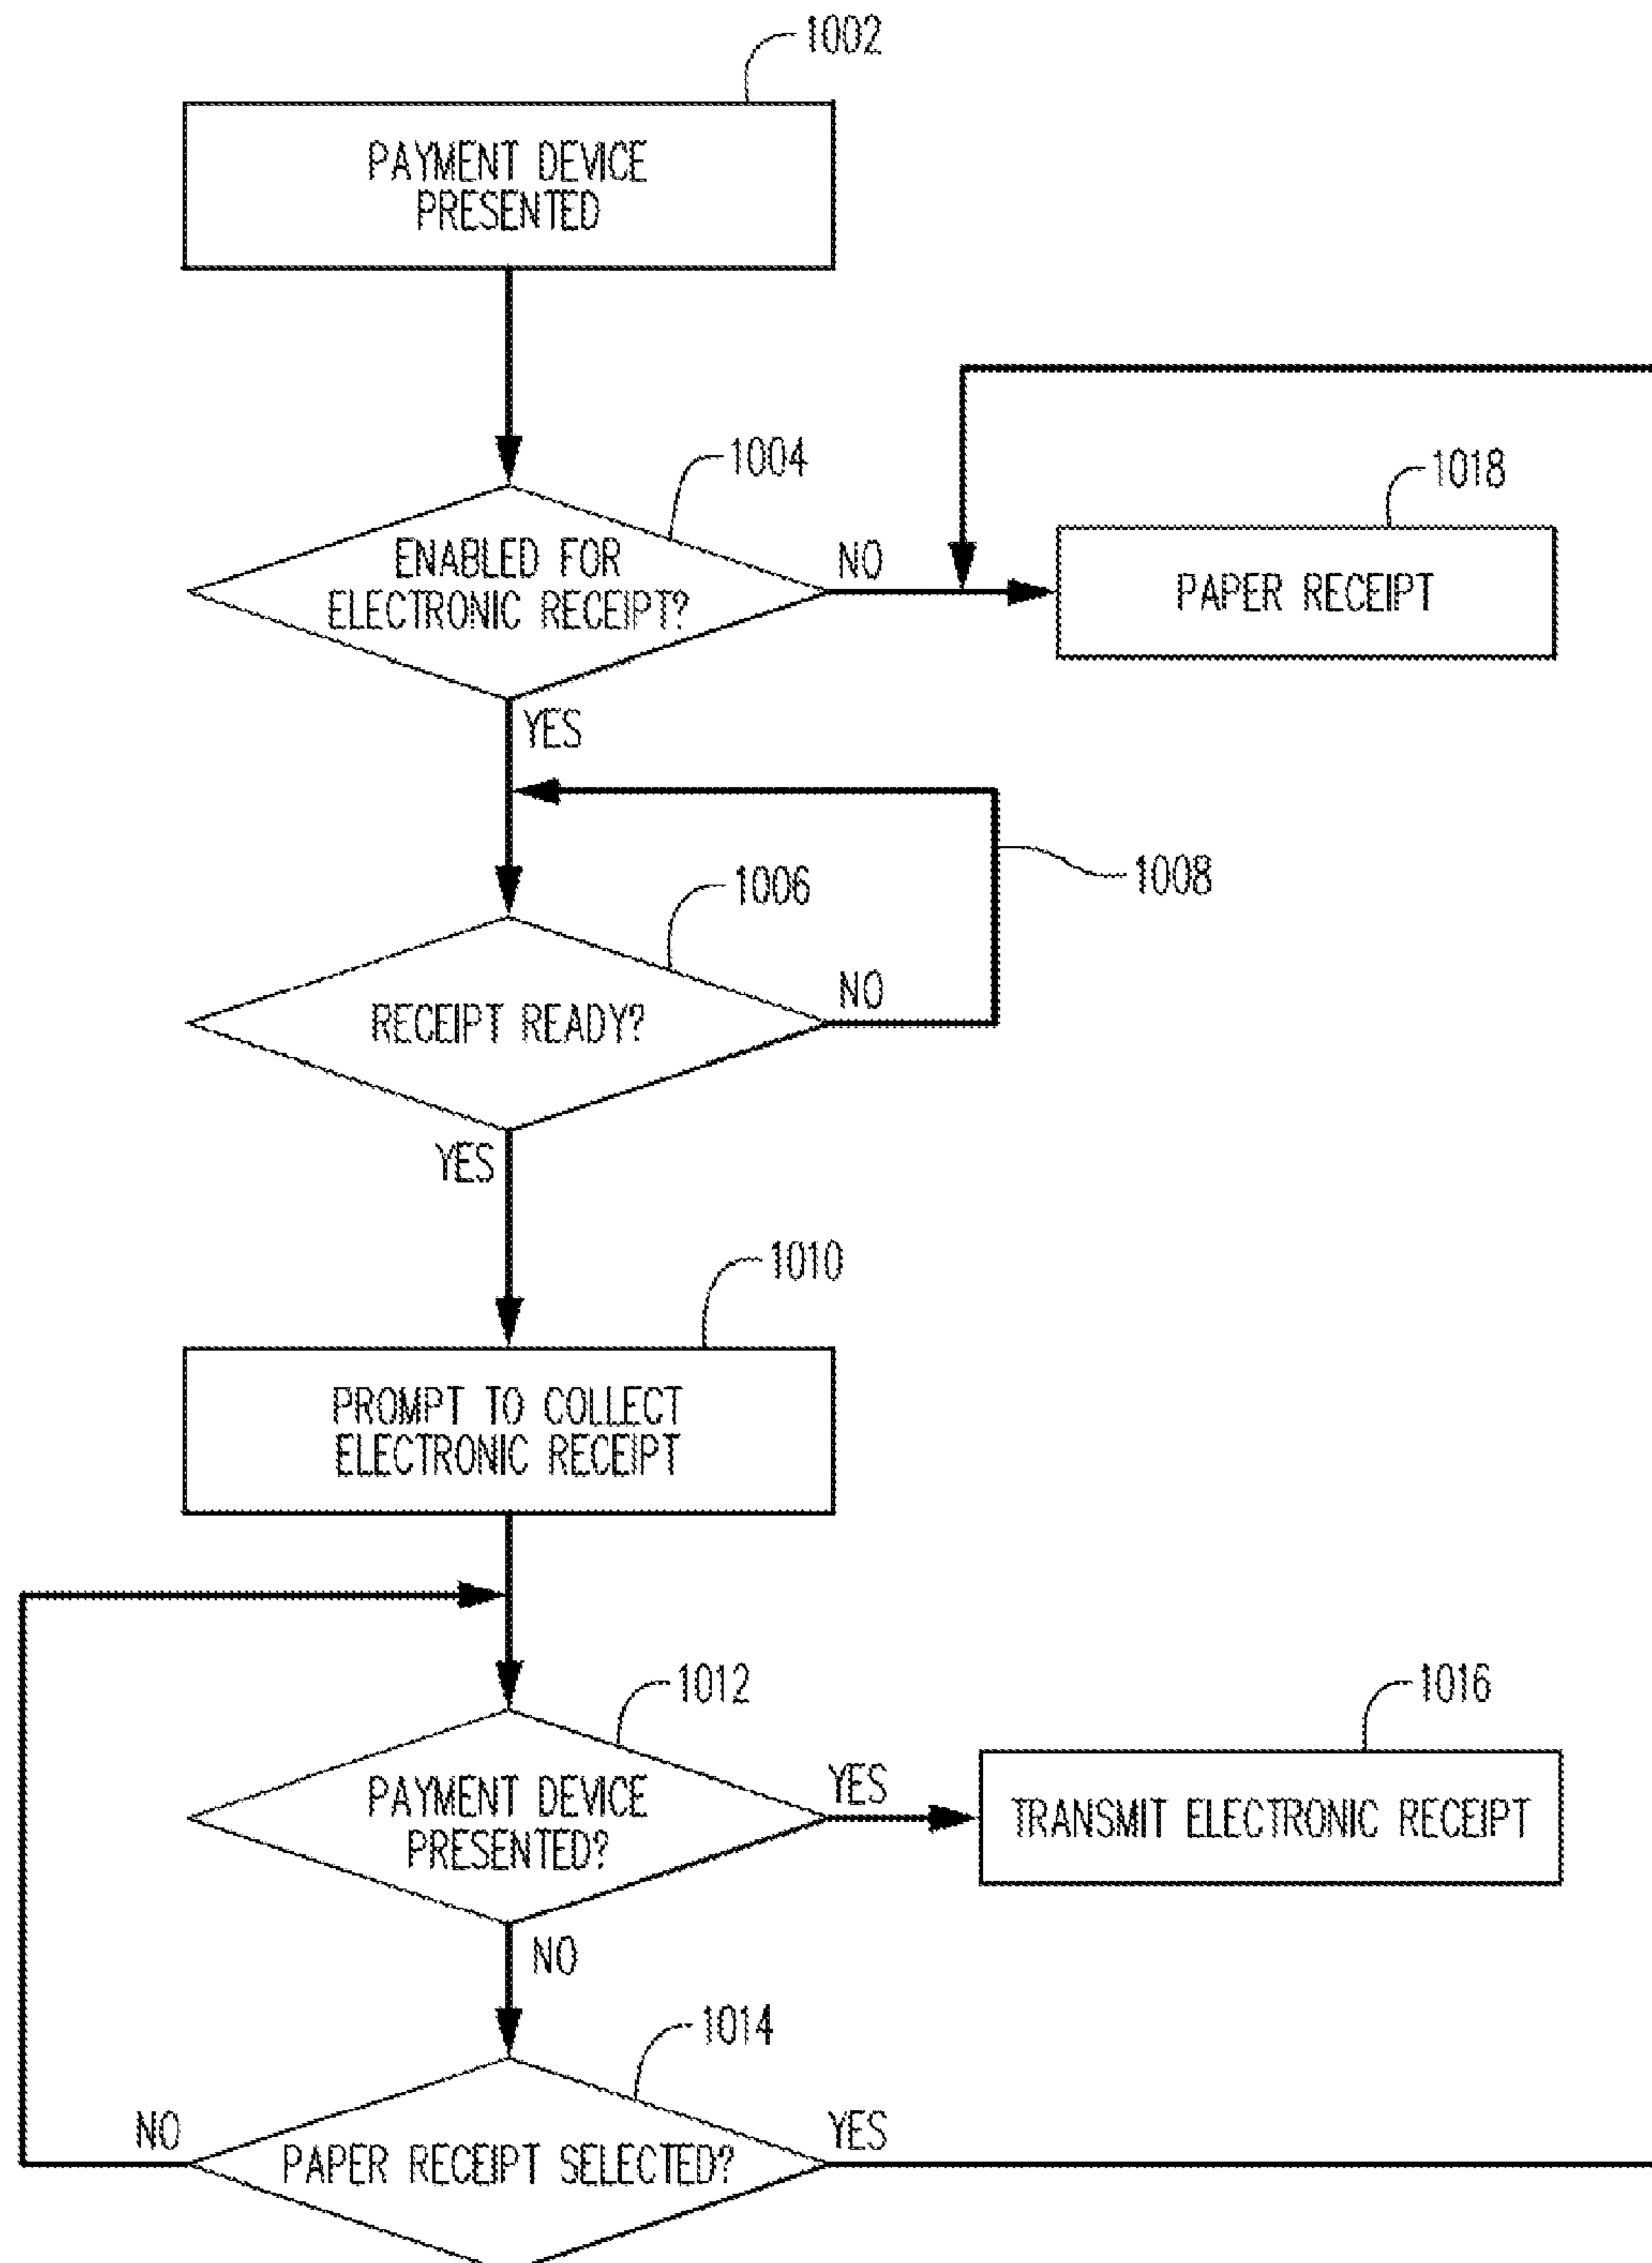 1002
PAYMENT DEVICE
PRESENTED
1004
ENABLED FOR
ELECTRONIC RECEIPT?
NO
1018
PAPER RECEIPT
YES
1008
1006
RECEIPT READY?
NO
YES
1010
PROMPT TO COLLECT
ELECTRONIC RECEIPT
1012
PAYMENT DEVICE
PRESENTED?
YES
1016
TRANSMIT ELECTRONIC RECEIPT
NO
1014
NO
PAPER RECEIPT SELECTED?
YES